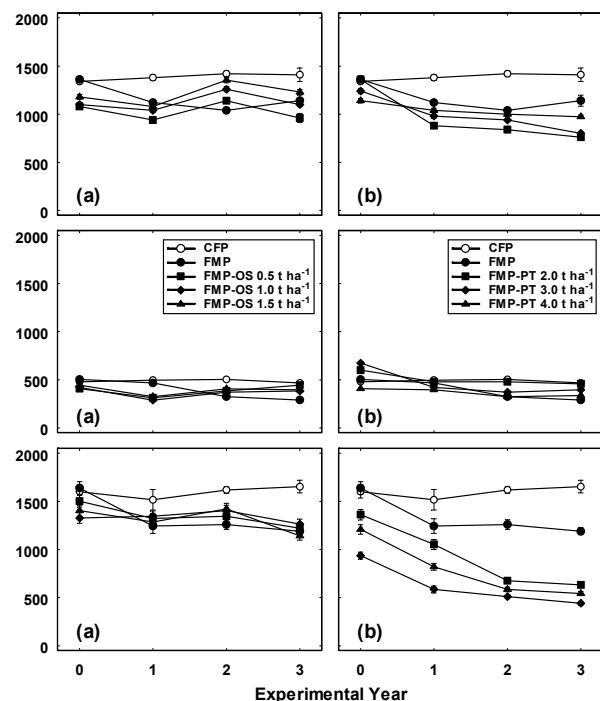 2000
1500
1000
500
0
(a)
(b)
2000
1500
1000
500
0
CFP
FMP
FMP-OS 0.5 t ha⁻¹
FMP-OS 1.0 t ha⁻¹
FMP-OS 1.5 t ha⁻¹
(a)
CFP
FMP
FMP-PT 2.0 t ha⁻¹
FMP-PT 3.0 t ha⁻¹
FMP-PT 4.0 t ha⁻¹
(b)
2000
1500
1000
500
0
(a)
(b)
0 1 2 3 0 1 2 3
Experimental Year